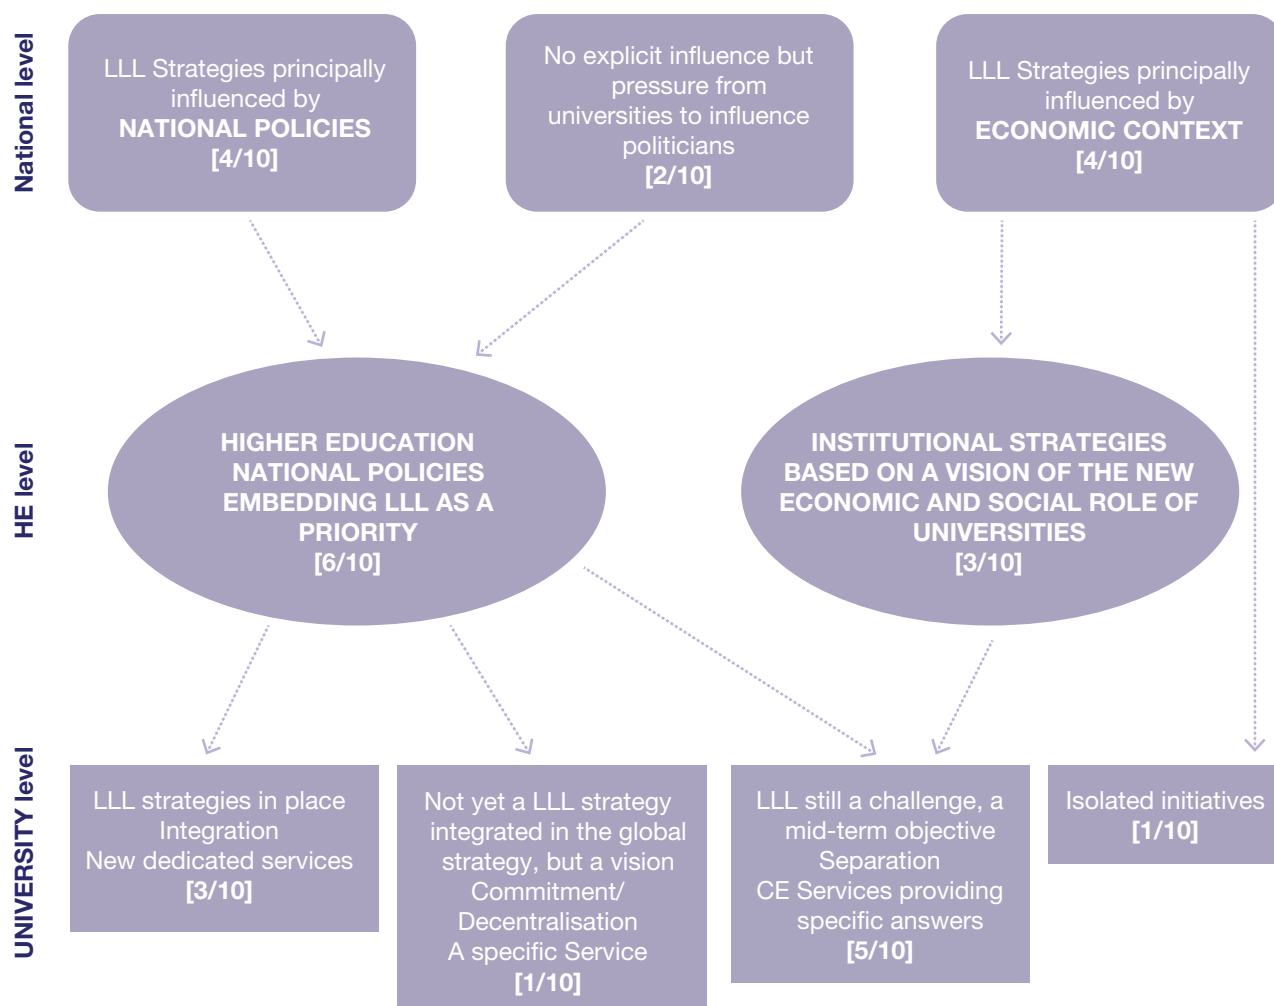 National level
LLL Strategies principally
influenced by
NATIONAL POLICIES
[4/10]
No explicit influence but
pressure from
universities to influence
politicians
[2/10]
LLL Strategies principally
influenced by
ECONOMIC CONTEXT
[4/10]
HE level
HIGHER EDUCATION
NATIONAL POLICIES
EMBEDDING LLL AS A
PRIORITY
[6/10]
INSTITUTIONAL STRATEGIES
BASED ON A VISION OF THE NEW
ECONOMIC AND SOCIAL ROLE OF
UNIVERSITIES
[3/10]
UNIVERSITY level
LLL strategies in place
Integration
New dedicated services
[3/10]
Not yet a LLL strategy
integrated in the global
strategy, but a vision
Commitment/
Decentralisation
A specific Service
[1/10]
LLL still a challenge, a
mid-term objective
Separation
CE Services providing
specific answers
[5/10]
Isolated initiatives
[1/10]